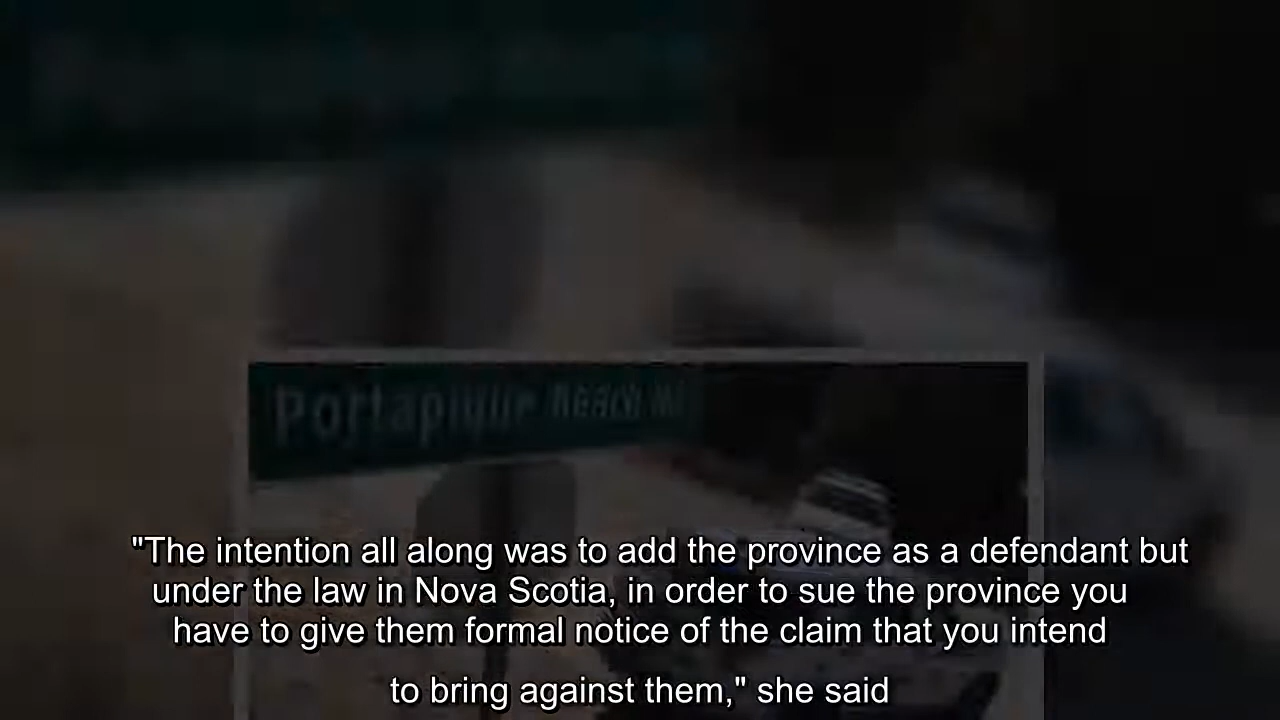 Portapique Beach
"The intention all along was to add the province as a defendant but
under the law in Nova Scotia, in order to sue the province you
have to give them formal notice of the claim that you intend
to bring against them," she said